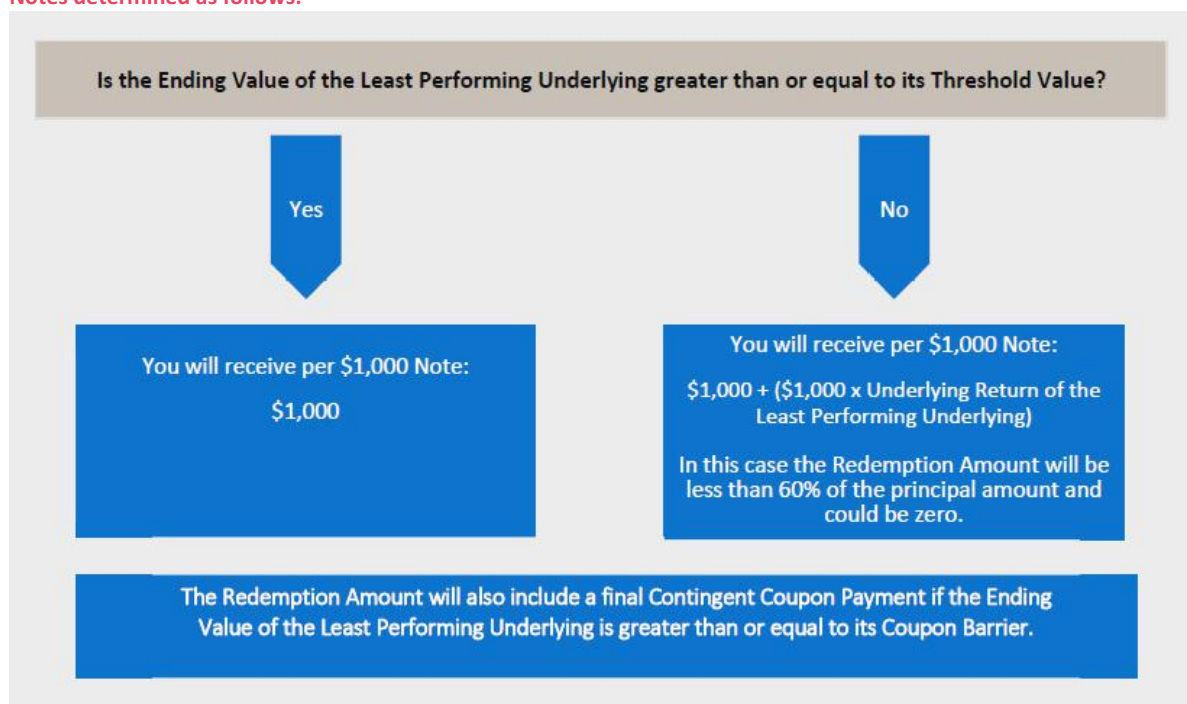 Notes determined as follows:
Is the Ending Value of the Least Performing Underlying greater than or equal to its Threshold Value?
Yes
No
You will receive per $1,000 Note:
$1,000
You will receive per $1,000 Note:
$1,000 + ($1,000 x Underlying Return of the
Least Performing Underlying)
In this case the Redemption Amount will be
less than 60% of the principal amount and
could be zero.
The Redemption Amount will also include a final Contingent Coupon Payment if the Ending
Value of the Least Performing Underlying is greater than or equal to its Coupon Barrier.